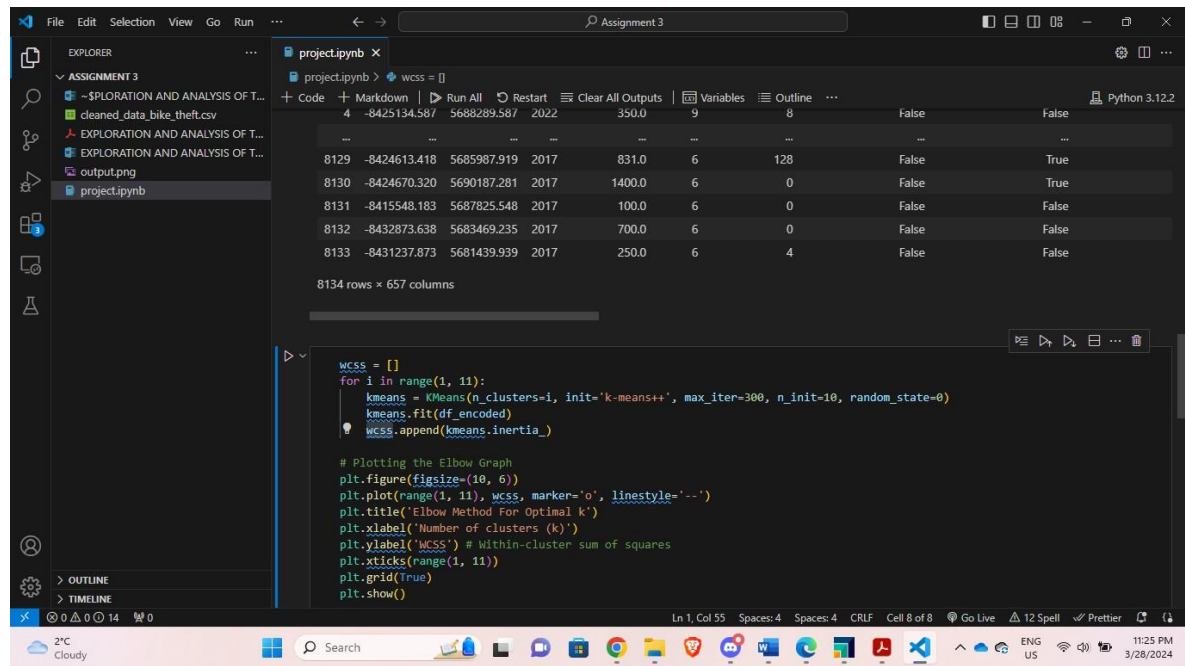 File Edit Selection View Go Run ...
Assignment 3
EXPLORER ...
ASSIGNMENT 3
~$PLORATION AND ANALYSIS OF T...
cleaned_data_bike_theft.csv
EXPLORATION AND ANALYSIS OF T...
EXPLORATION AND ANALYSIS OF T...
output.png
project.ipynb
OUTLINE
TIMELINE
project.ipynb
project.ipynb > wcss = []
+ Code + Markdown | Run All Restart Clear All Outputs | Variables Outline ... Python 3.12.2
4 -8425134.587 5688289.587 2022 350.0 9 8 False False
... ... ... ... ... ... ... ... ...
8129 -8424613.418 5685987.919 2017 831.0 6 128 False True
8130 -8424670.320 5690187.281 2017 1400.0 6 0 False True
8131 -8415548.183 5687825.548 2017 100.0 6 0 False False
8132 -8432873.638 5683469.235 2017 700.0 6 0 False False
8133 -8431237.873 5681439.939 2017 250.0 6 4 False False
8134 rows × 657 columns
wcss = []
for i in range(1, 11):
    kmeans = KMeans(n_clusters=i, init='k-means++', max_iter=300, n_init=10, random_state=0)
    kmeans.fit(df_encoded)
    wcss.append(kmeans.inertia_)
# Plotting the Elbow Graph
plt.figure(figsize=(10, 6))
plt.plot(range(1, 11), wcss, marker='o', linestyle='--')
plt.title('Elbow Method For Optimal k')
plt.xlabel('Number of clusters (k)')
plt.ylabel('WCSS') # Within-cluster sum of squares
plt.xticks(range(1, 11))
plt.grid(True)
plt.show()
3
0 0 14 0 Ln 1, Col 55 Spaces: 4 Spaces: 4 CRLF Cell 8 of 8 Go Live 12 Spell Prettier
2°C
Cloudy
Search
ENG
US
11:25 PM
3/28/2024